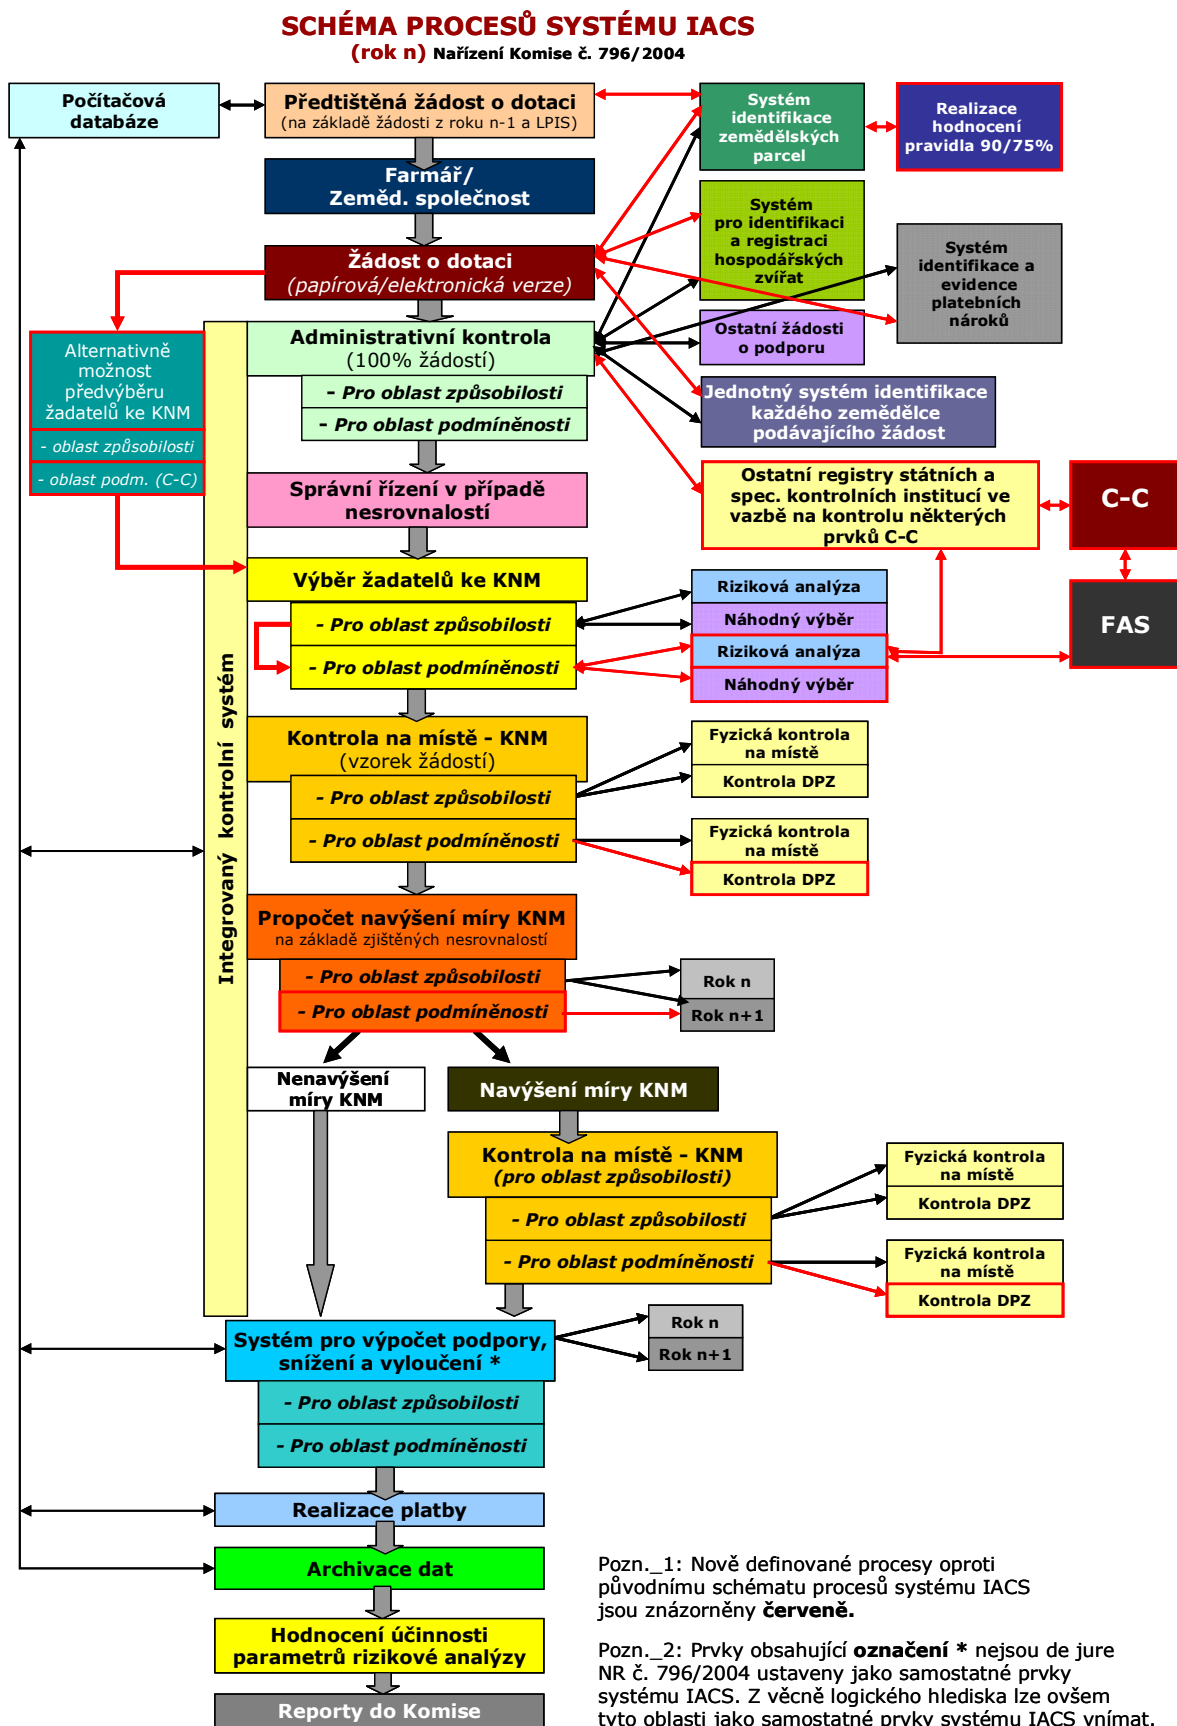 SCHÉMA PROCESŮ SYSTÉMU IACS
(rok n) Nařízení Komise č. 796/2004
Počítačová
databáze
Předtištěná žádost o dotaci
(na základě žádosti z roku n-1 a LPIS)
Systém
identifikace
zemědělských
parcel
Realizace
hodnocení
pravidla 90/75%
Farmář/
Zeměd. společnost
Systém
pro identifikaci
a registraci
hospodářských
zvířat
Systém
identifikace a
evidence
platebních
nároků
Žádost o dotaci
(papírová/elektronická verze)
Ostatní žádosti
o podporu
Alternativně
možnost
předvýběru
žadatelů ke KNM
- oblast způsobilosti
- oblast podm. (C-C)
Administrativní kontrola
(100% žádostí)
- Pro oblast způsobilosti
- Pro oblast podmíněnosti
Jednotný systém identifikace
každého zemědělce
podávajícího žádost
Správní řízení v případě
nesrovnalostí
Ostatní registry státních a
spec. kontrolních institucí ve
vazbě na kontrolu některých
prvků C-C
C-C
FAS
Výběr žadatelů ke KNM
- Pro oblast způsobilosti
- Pro oblast podmíněnosti
Riziková analýza
Náhodný výběr
Riziková analýza
Náhodný výběr
Integrovaný kontrolní systém
Kontrola na místě - KNM
(vzorek žádostí)
- Pro oblast způsobilosti
- Pro oblast podmíněnosti
Fyzická kontrola
na místě
Kontrola DPZ
Fyzická kontrola
na místě
Kontrola DPZ
Propočet navýšení míry KNM
na základě zjištěných nesrovnalostí
- Pro oblast způsobilosti
- Pro oblast podmíněnosti
Rok n
Rok n+1
Nenavýšení
míry KNM
Navýšení míry KNM
Kontrola na místě - KNM
(pro oblast způsobilosti)
- Pro oblast způsobilosti
- Pro oblast podmíněnosti
Fyzická kontrola
na místě
Kontrola DPZ
Fyzická kontrola
na místě
Kontrola DPZ
Systém pro výpočet podpory,
snížení a vyloučení *
- Pro oblast způsobilosti
- Pro oblast podmíněnosti
Rok n
Rok n+1
Realizace platby
Archivace dat
Hodnocení účinnosti
parametrů rizikové analýzy
Reporty do Komise
Pozn._1: Nově definované procesy oproti
původnímu schématu procesů systému IACS
jsou znázorněny červeně.
Pozn._2: Prvky obsahující označení * nejsou de jure
NR č. 796/2004 ustaveny jako samostatné prvky
systému IACS. Z věcně logického hlediska lze ovšem
tyto oblasti jako samostatné prvky systému IACS vnímat.